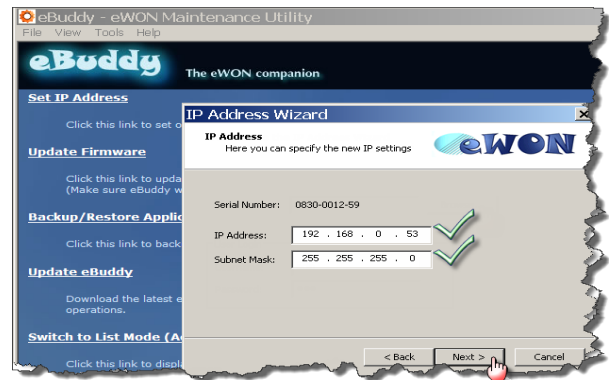 eBuddy - eWON Maintenance Utility
File View Tools Help
eBuddy
The eWON companion
Set IP Address
Click this link to set
Update Firmware
Click this link to
(Make sure eBuddy
Backup/Restore
Click this link to back
Update eBuddy
Download the latest
operations.
Switch to List Mode
Click this link to
IP Address Wizard
IP Address
Here you can specify the new IP settings
eWON
Serial Number: 0830-0012-59
IP Address: 192 . 168 . 0 . 53
Subnet Mask: 255 . 255 . 255 . 0
< Back Next > Cancel